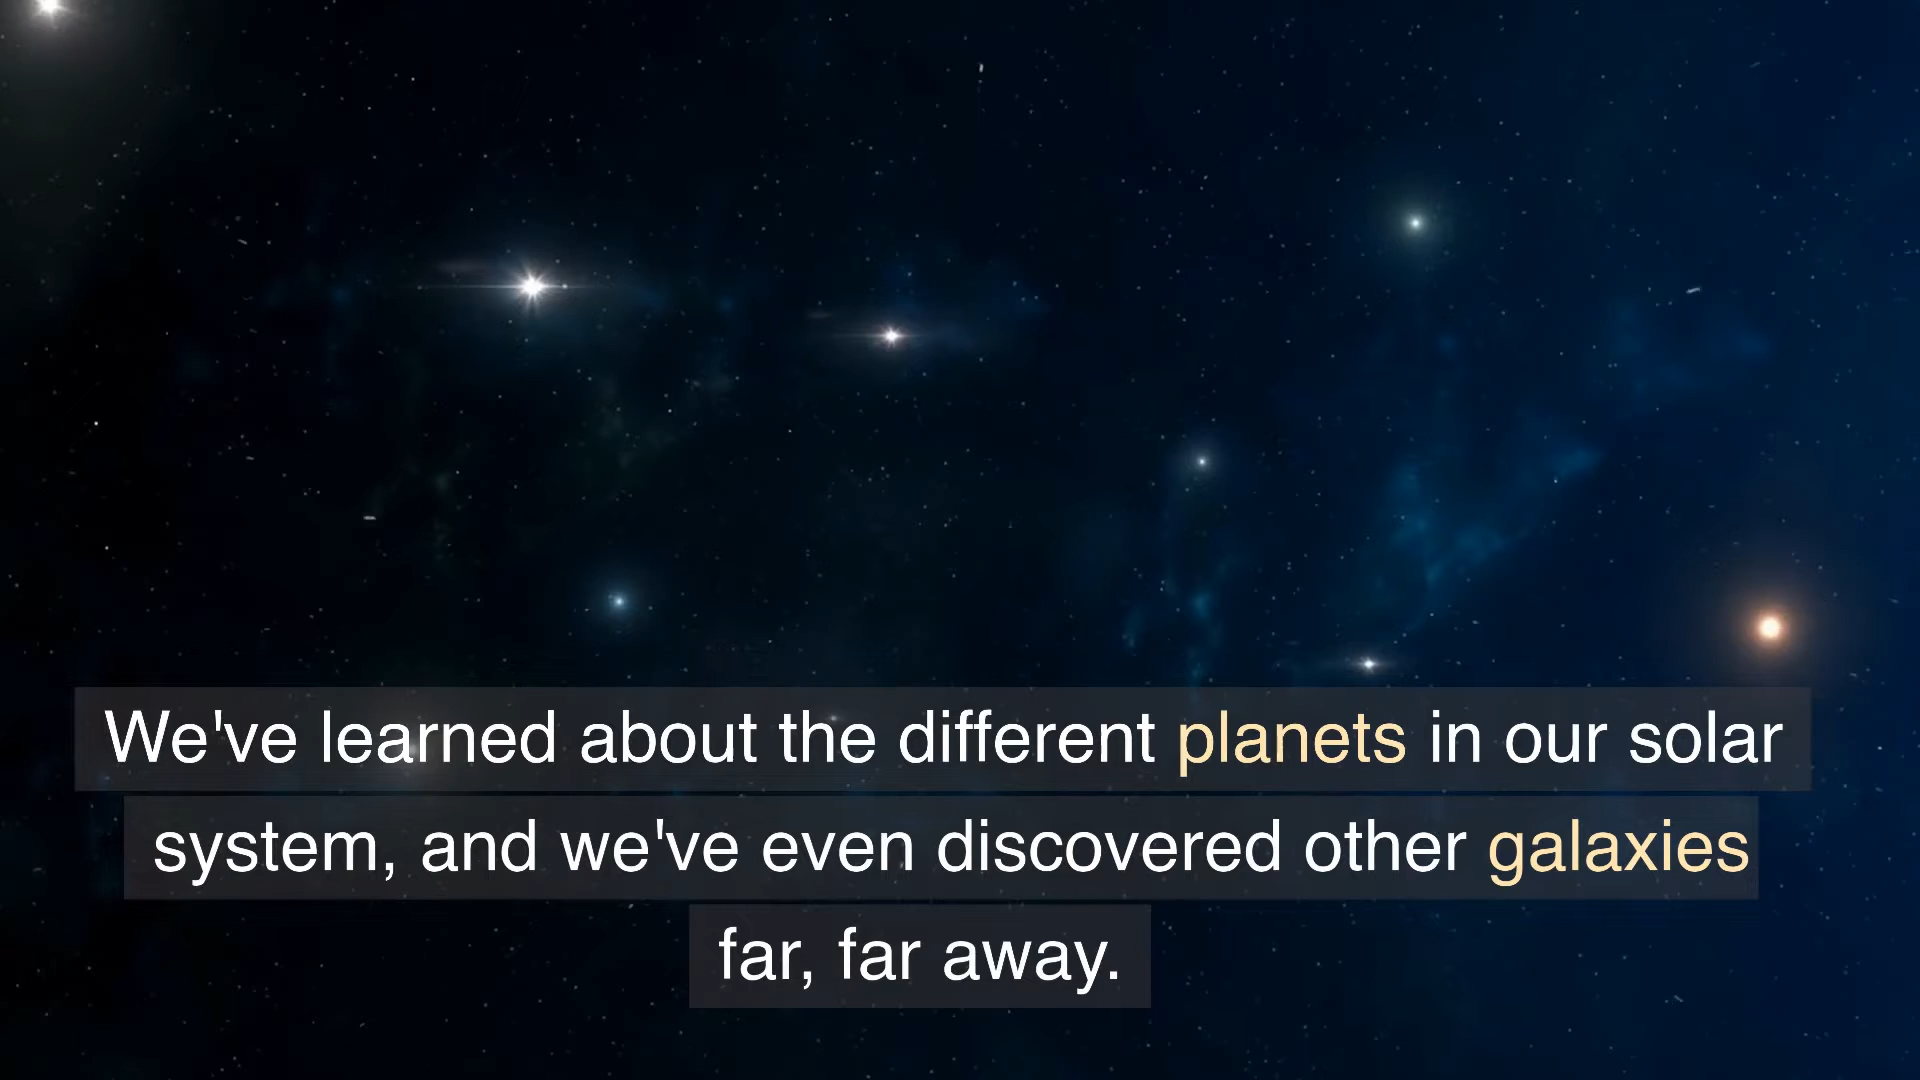 We've learned about the different planets in our solar
system, and we've even discovered other galaxies
far, far away.